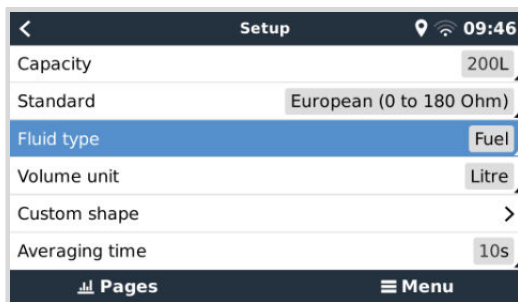 Setup 09:46
Capacity 200L
Standard European (0 to 180 Ohm)
Fluid type Fuel
Volume unit Litre
Custom shape
Averaging time 10s
Pages Menu